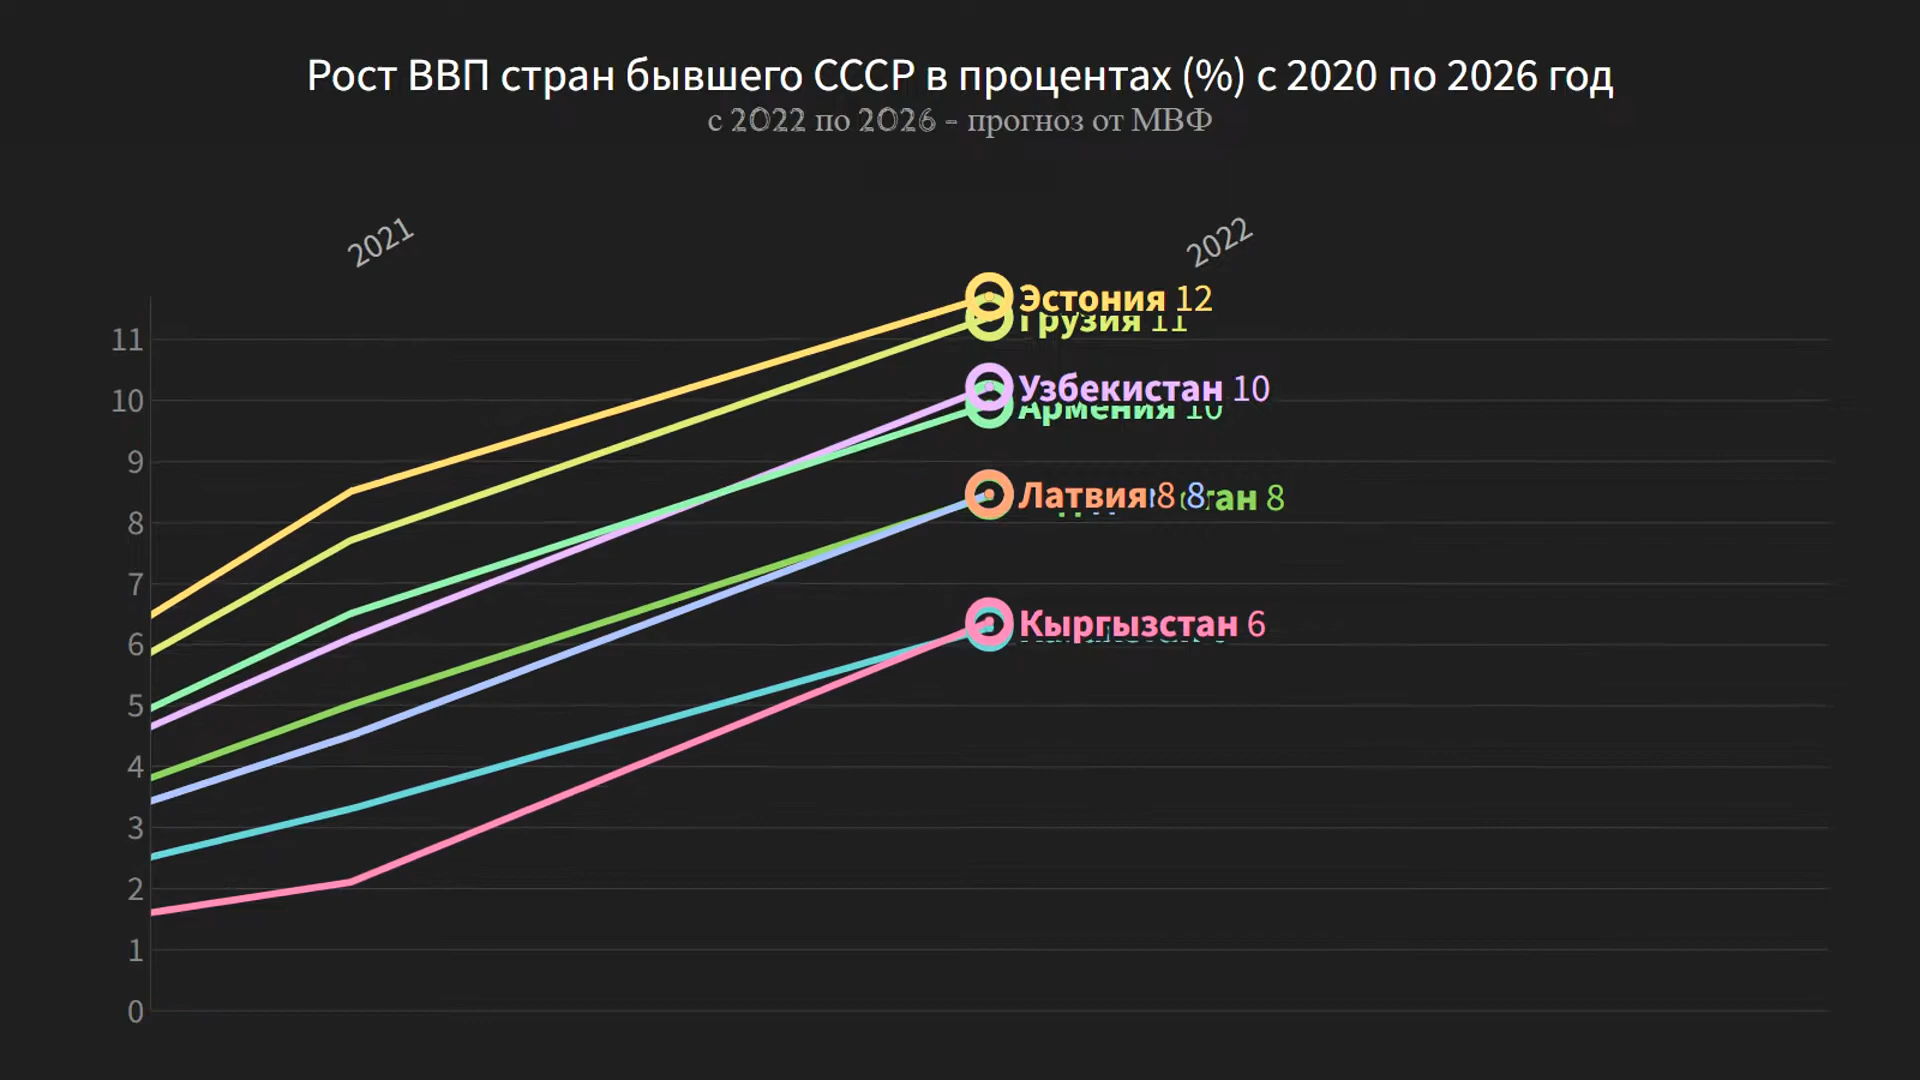 Рост ВВП стран бывшего СССР в процентах (%) с 2020 по 2026 год
с 2022 по 2026 - прогноз от МВФ
2021
2022
Эстония 12
Грузия 11
11
Узбекистан 10
10
Армения 10
9
Латвия 8 8 тан 8
8
7
Кыргызстан 6
6
5
4
3
2
1
0